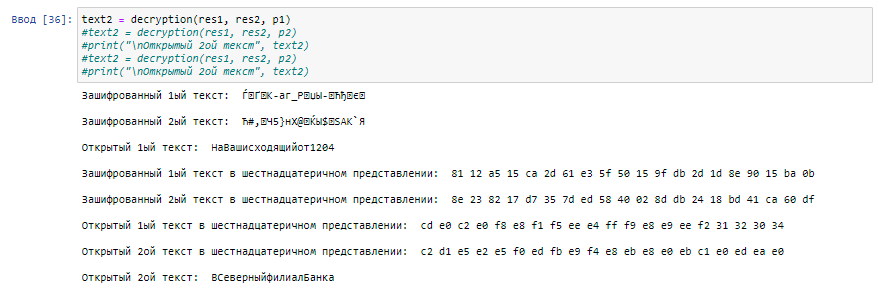 Ввод [36]: text2 = decryption(res1, res2, p1)
#text2 = decryption(res1, res2, p2)
#print("\nОткрытый 2ой текст", text2)
#text2 = decryption(res1, res2, p2)
#print("\nОткрытый 2ой текст", text2)
Зашифрованный 1ый текст:
Зашифрованный 2ый текст:
Открытый 1ый текст: НаВашисходящийот1204
Зашифрованный 1ый текст в шестнадцатеричном представлении: 81 12 a5 15 ca 2d 61 e3 5f 50 15 9f db 2d 1d 8e 90 15 ba 0b
Зашифрованный 2ый текст в шестнадцатеричном представлении: 8e 23 82 17 d7 35 7d ed 58 40 02 8d db 24 18 bd 41 ca 60 df
Открытый 1ый текст в шестнадцатеричном представлении: cd e0 c2 e0 f8 e8 f1 f5 ee e4 ff f9 e8 e9 ee f2 31 32 30 34
Открытый 2ой текст в шестнадцатеричном представлении: c2 d1 e5 e2 e5 f0 ed fb e9 f4 e8 eb e8 e0 eb c1 e0 ed ea e0
Открытый 2ой текст: ВСеверныйфилиалБанка